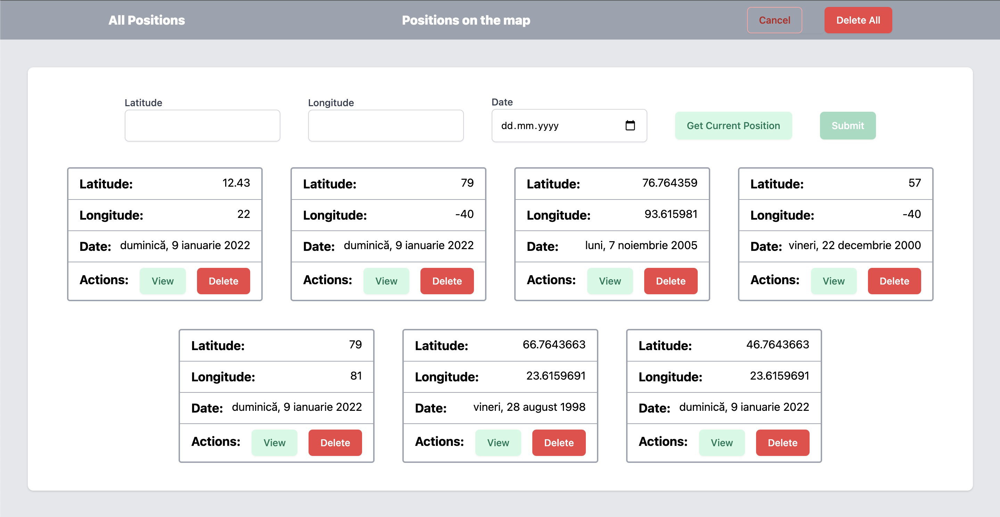 All Positions
Positions on the map
Cancel
Delete All
Latitude
Longitude
Date
dd.mm.yyyy
Get Current Position
Submit
Latitude: 12.43
Longitude: 22
Date: duminică, 9 ianuarie 2022
Actions: View Delete
Latitude: 79
Longitude: -40
Date: duminică, 9 ianuarie 2022
Actions: View Delete
Latitude: 76.764359
Longitude: 93.615981
Date: luni, 7 noiembrie 2005
Actions: View Delete
Latitude: 57
Longitude: -40
Date: vineri, 22 decembrie 2000
Actions: View Delete
Latitude: 79
Longitude: 81
Date: duminică, 9 ianuarie 2022
Actions: View Delete
Latitude: 66.7643663
Longitude: 23.6159691
Date: vineri, 28 august 1998
Actions: View Delete
Latitude: 46.7643663
Longitude: 23.6159691
Date: duminică, 9 ianuarie 2022
Actions: View Delete